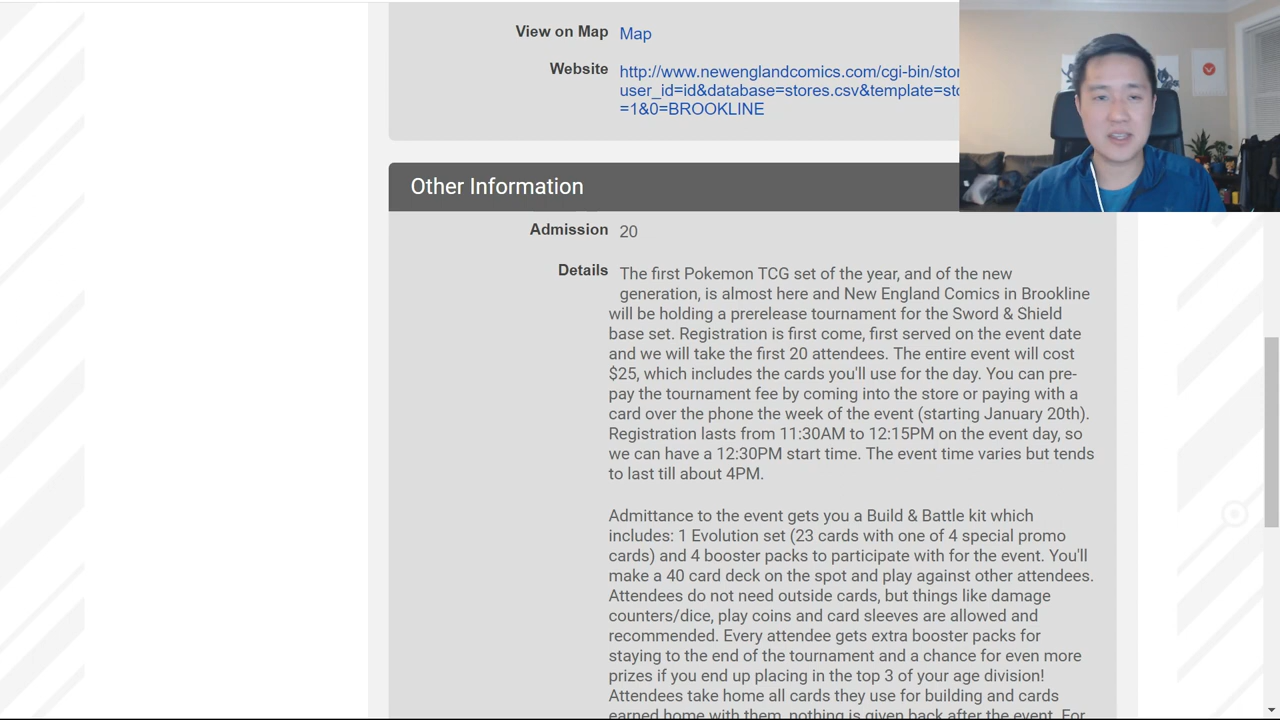 View on Map Map
Website http://www.newenglandcomics.com/cgi-bin/stor
user_id=id&database=stores.csv&template=sto
=1&0=BROOKLINE
Other Information
Admission 20
Details The first Pokemon TCG set of the year, and of the new
generation, is almost here and New England Comics in Brookline
will be holding a prerelease tournament for the Sword & Shield
base set. Registration is first come, first served on the event date
and we will take the first 20 attendees. The entire event will cost
$25, which includes the cards you'll use for the day. You can pre-
pay the tournament fee by coming into the store or paying with a
card over the phone the week of the event (starting January 20th).
Registration lasts from 11:30AM to 12:15PM on the event day, so
we can have a 12:30PM start time. The event time varies but tends
to last till about 4PM.
Admittance to the event gets you a Build & Battle kit which
includes: 1 Evolution set (23 cards with one of 4 special promo
cards) and 4 booster packs to participate with for the event. You'll
make a 40 card deck on the spot and play against other attendees.
Attendees do not need outside cards, but things like damage
counters/dice, play coins and card sleeves are allowed and
recommended. Every attendee gets extra booster packs for
staying to the end of the tournament and a chance for even more
prizes if you end up placing in the top 3 of your age division!
Attendees take home all cards they use for building and cards
earned home with them, nothing is given back after the event. For